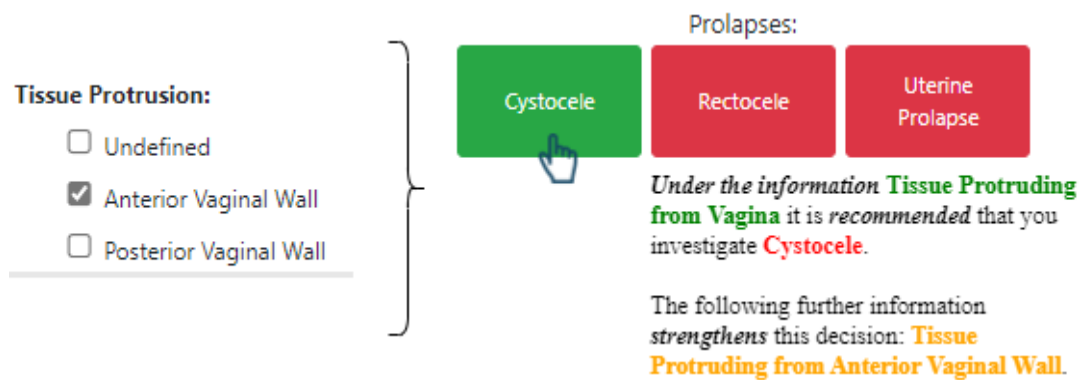 Tissue Protrusion:
Undefined
Anterior Vaginal Wall
Posterior Vaginal Wall
Prolapses:
Cystocele
Rectocele
Uterine
Prolapse
Under the information Tissue Protruding
from Vagina it is recommended that you
investigate Cystocele.
The following further information
strengthens this decision: Tissue
Protruding from Anterior Vaginal Wall.